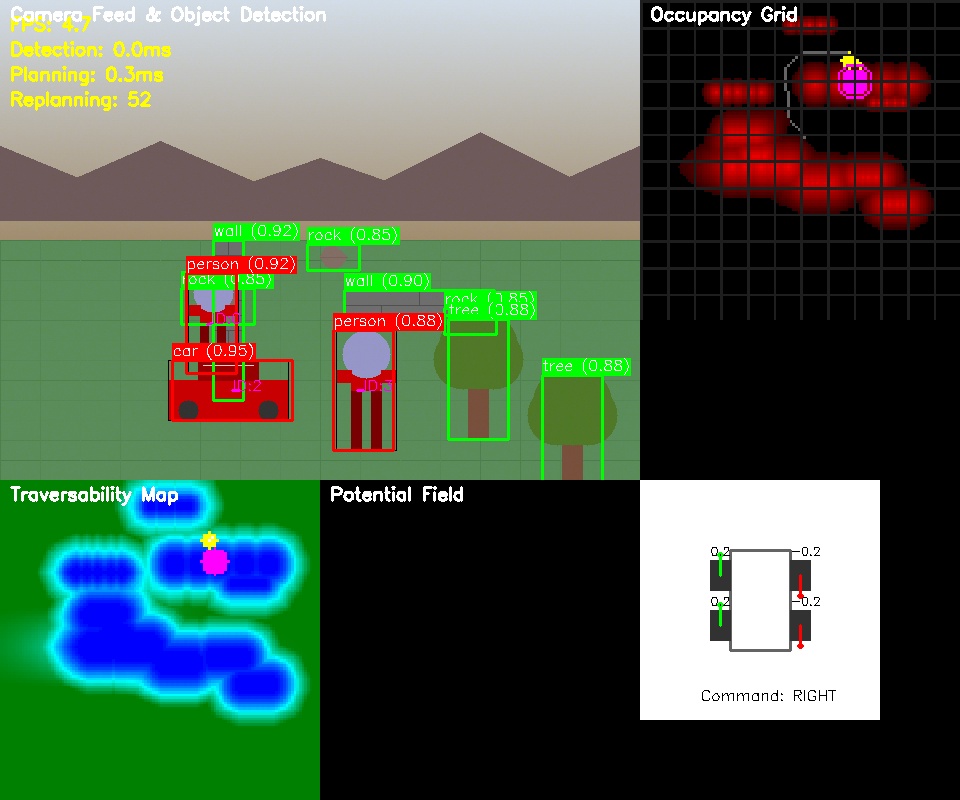 Camera Feed & Object Detection
FPS: 4.7
Detection: 0.0ms
Planning: 0.3ms
Replanning: 52
wall (0.92)
rock (0.85)
person (0.92)
rock (0.85)
wall (0.90)
rock (0.85)
tree (0.88)
person (0.88)
car (0.95)
tree (0.88)
ID:2
Occupancy Grid
Traversability Map
Potential Field
0.2
-0.2
0.2
-0.2
Command: RIGHT